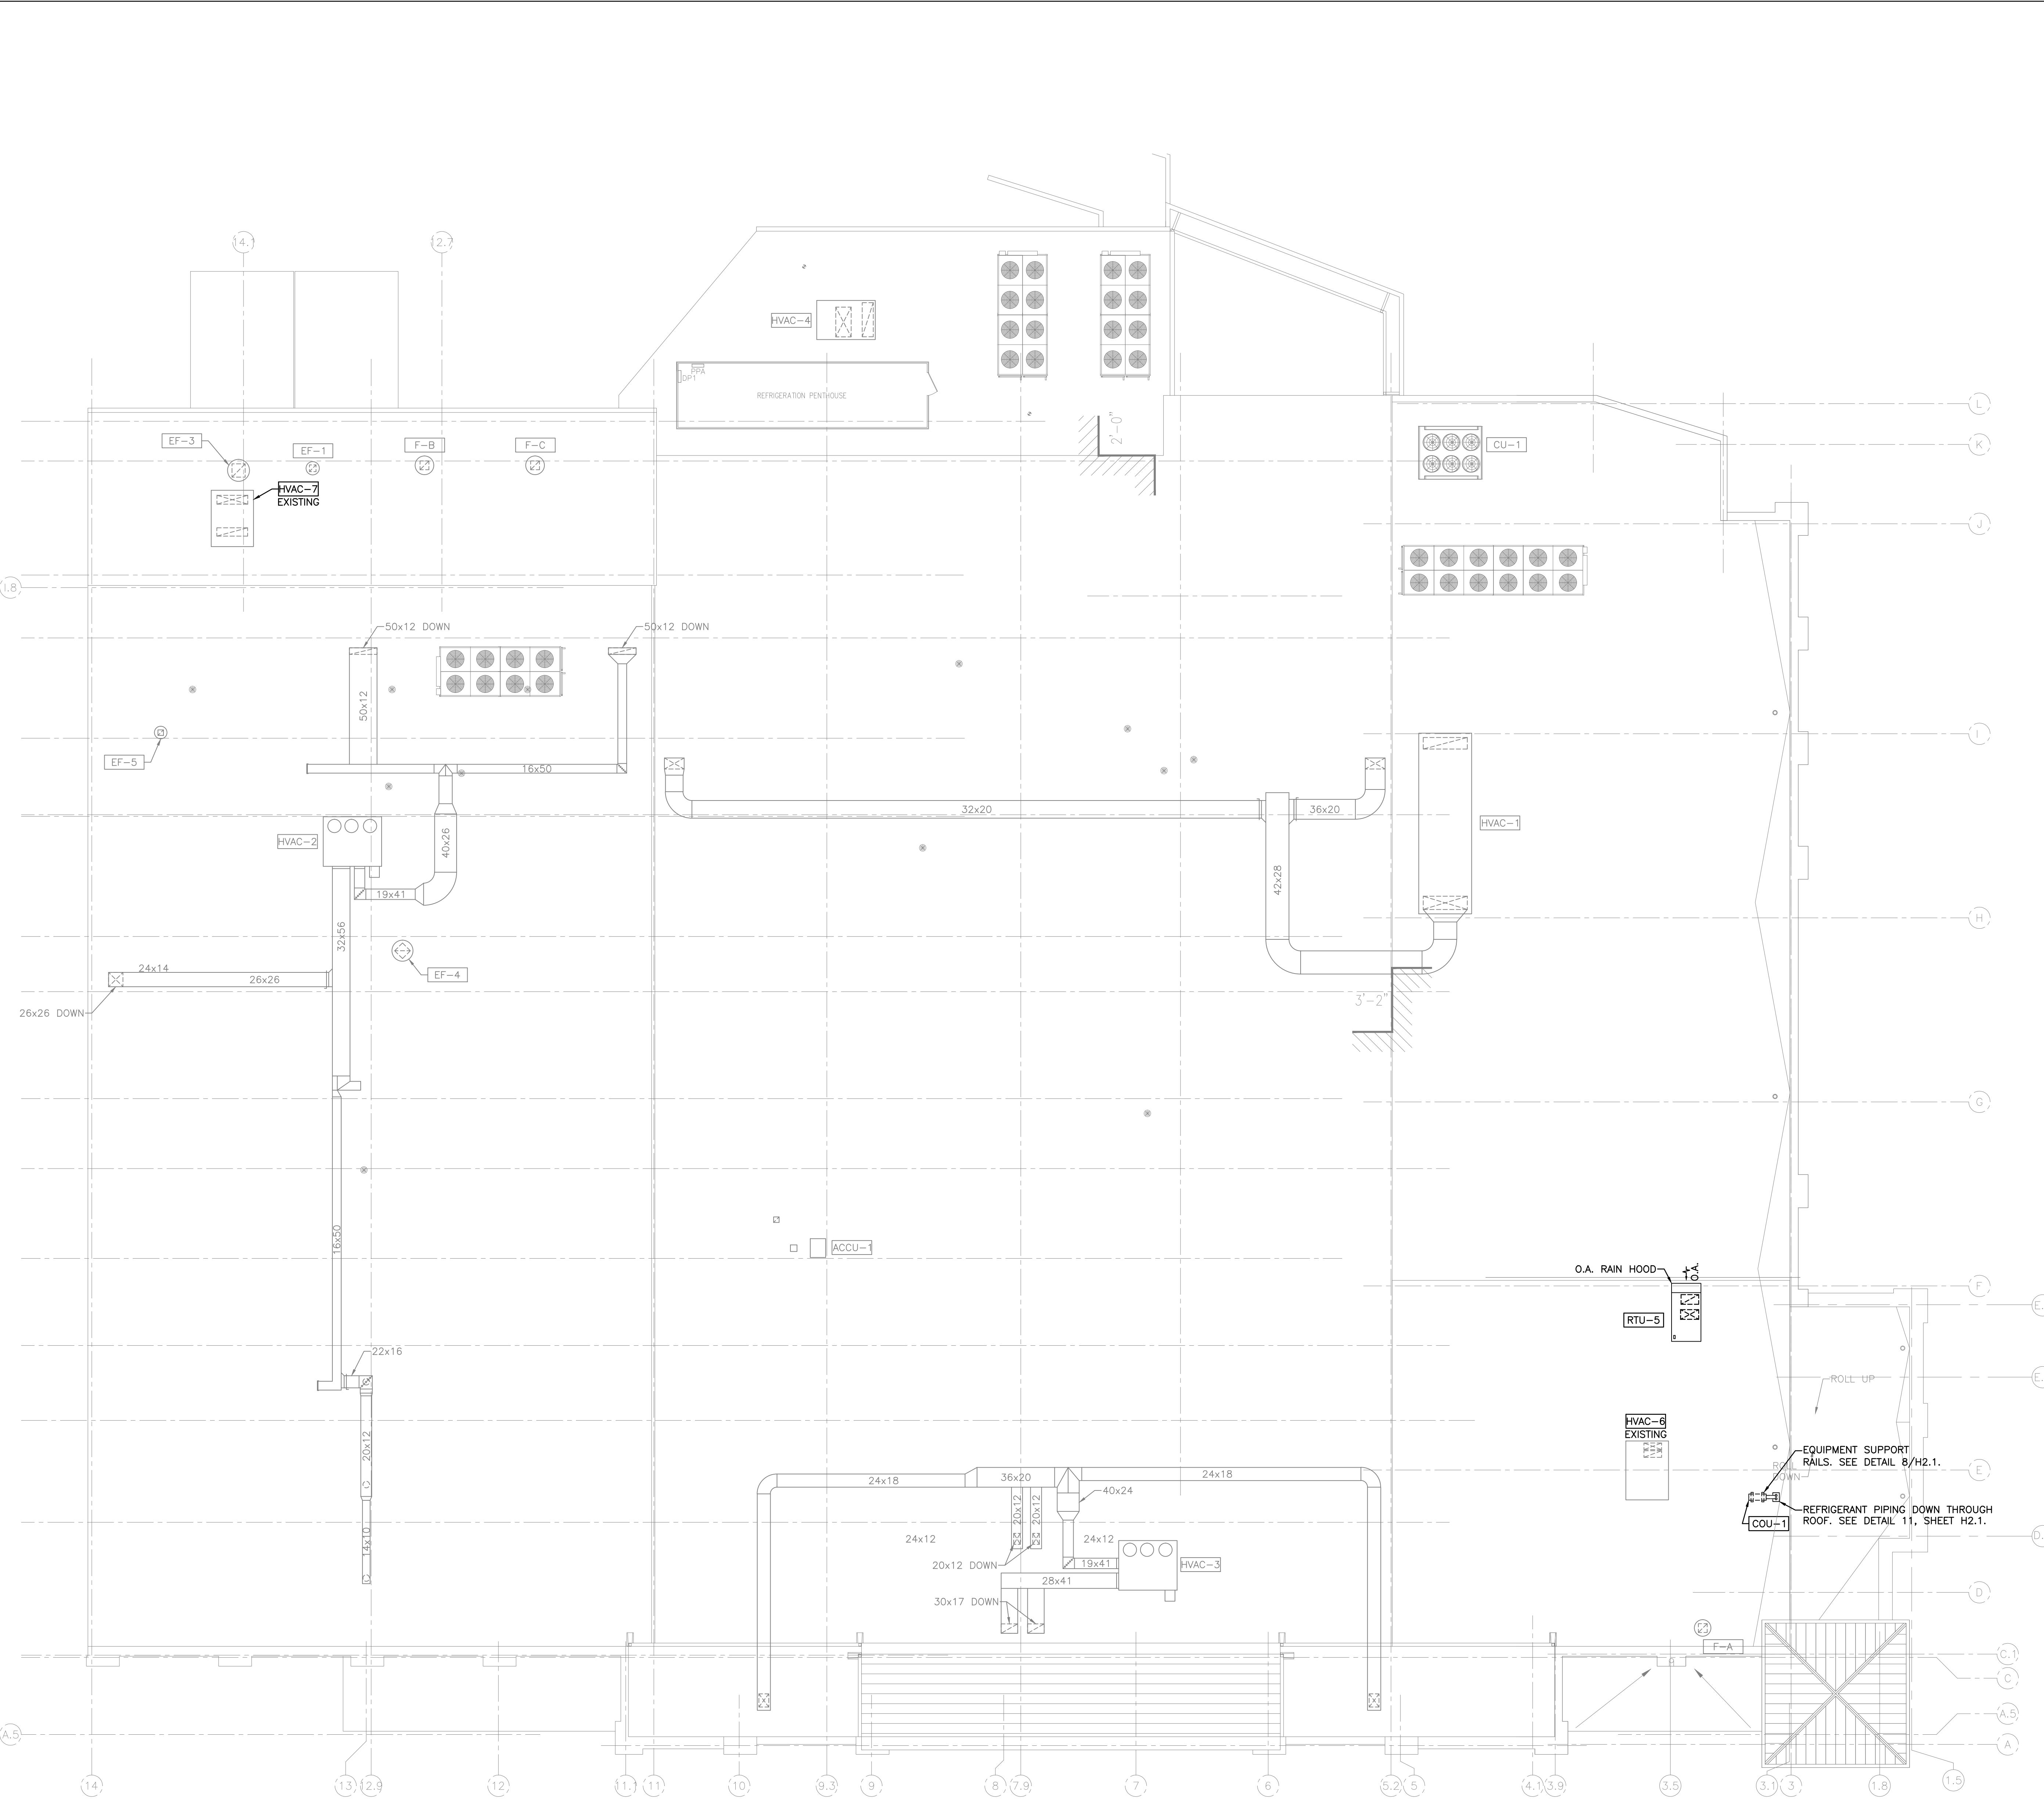 14.1
12.7
HVAC-4
PPA
DP1
REFRIGERATION PENTHOUSE
L
2'-0"
EF-3
EF-1
F-B
F-C
CU-1
K
HVAC-7
EXISTING
J
1.8
50x12 DOWN
50x12 DOWN
50x12
EF-5
16x50
I
32x20
36x20
HVAC-1
HVAC-2
40x26
42x28
19x41
32x56
H
EF-4
24x14
26x26
26x26 DOWN
3'-2"
G
16x50
ACCU-1
O.A. RAIN HOOD
O.A.
F
RTU-5
22x16
ROLL UP
20x12
HVAC-6
EXISTING
EQUIPMENT SUPPORT
RAILS. SEE DETAIL 8/H2.1.
24x18
36x20
24x18
ROLL
DOWN
E
40x24
20x12
20x12
REFRIGERANT PIPING DOWN THROUGH
ROOF. SEE DETAIL 11, SHEET H2.1.
COU-1
14x10
24x12
24x12
20x12 DOWN
19x41
HVAC-3
28x41
D
30x17 DOWN
F-A
C.1
C
A.5
A.5
A
14
13
12.9
12
11.1
11
10
9.3
9
8
7.9
7
6
5.2
5
4.1
3.9
3.5
3.1
3
1.8
1.5